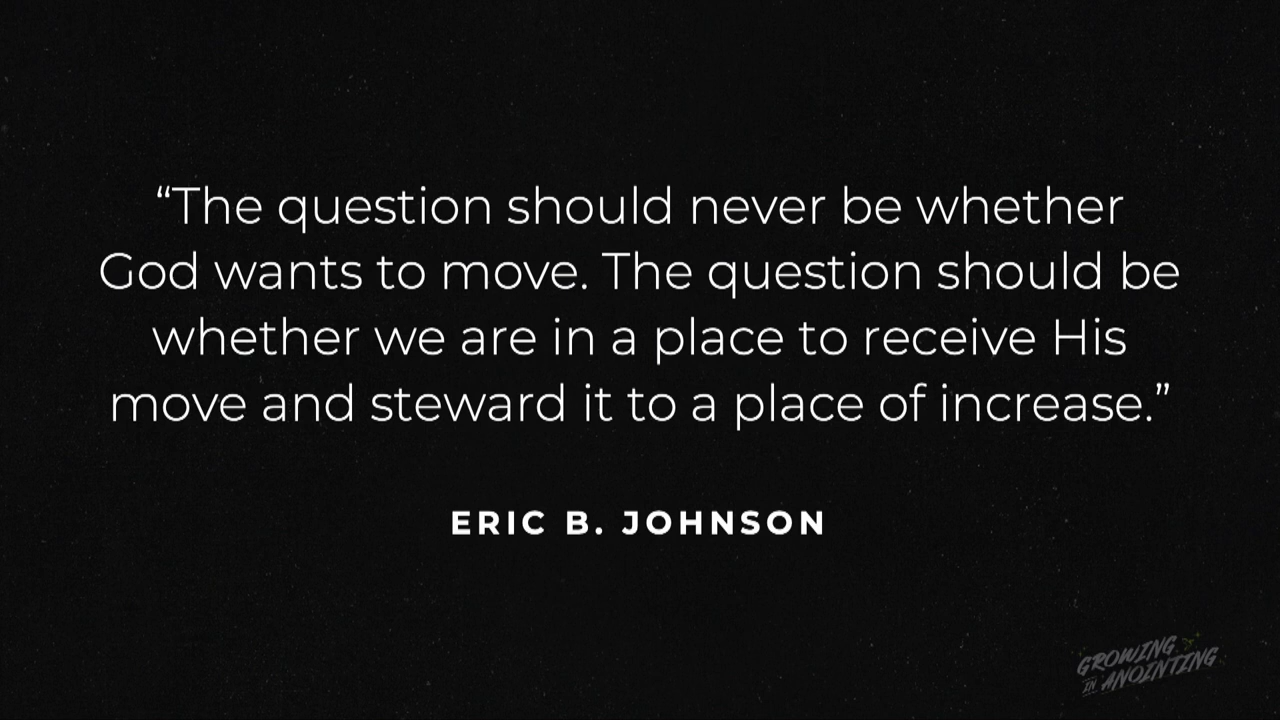 “The question should never be whether
God wants to move. The question should be
whether we are in a place to receive His
move and steward it to a place of increase.”
ERIC B. JOHNSON
GROWING
IN ANOINTING